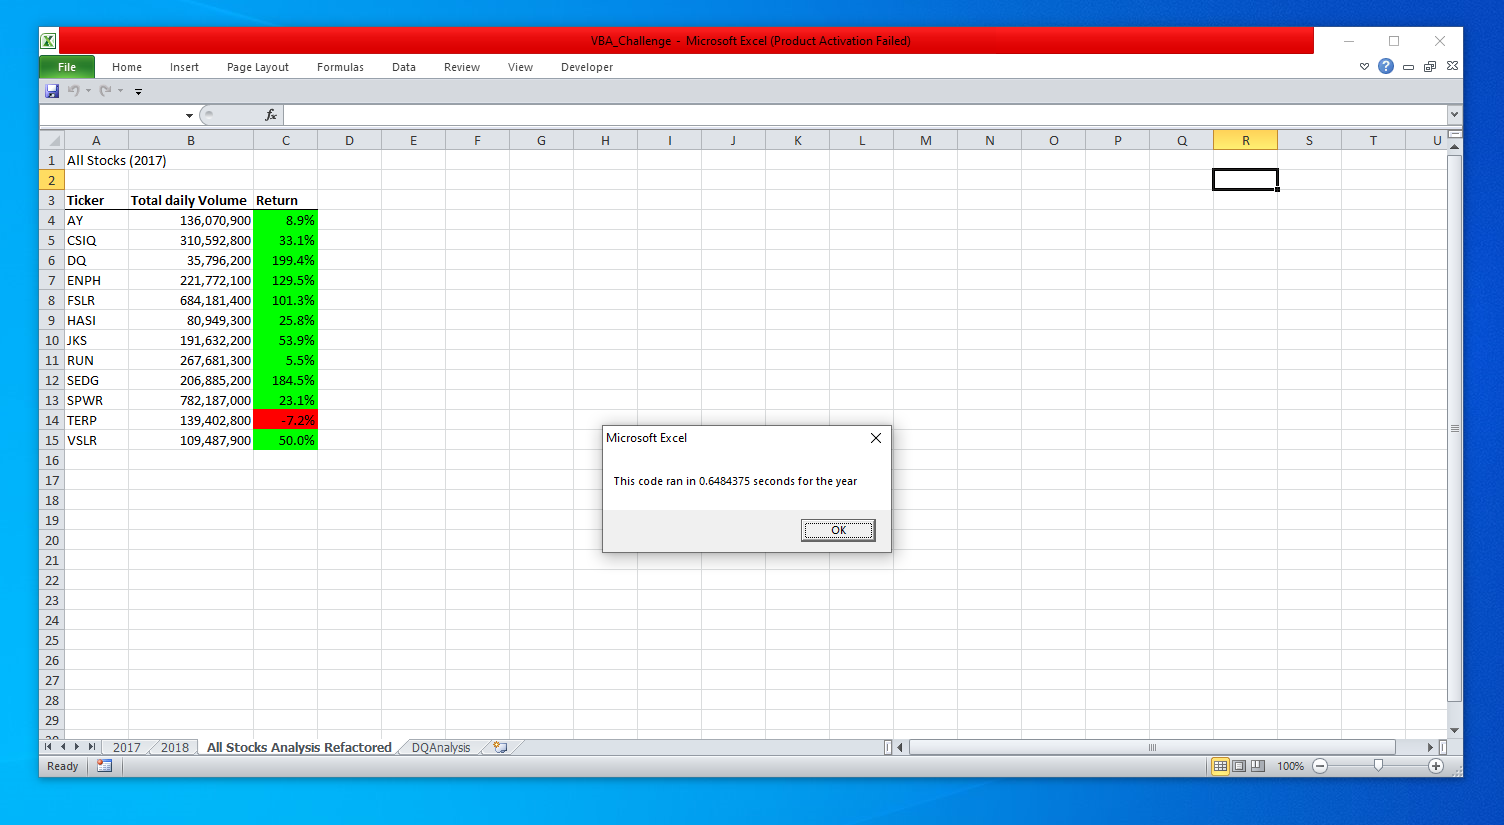 VBA_Challenge - Microsoft Excel (Product Activation Failed)
File Home Insert Page Layout Formulas Data Review View Developer
fx
A B C D E F G H I J K L M N O P Q R S T U
1 All Stocks (2017)
2
3 Ticker Total daily Volume Return
4 AY 136,070,900 8.9%
5 CSIQ 310,592,800 33.1%
6 DQ 35,796,200 199.4%
7 ENPH 221,772,100 129.5%
8 FSLR 684,181,400 101.3%
9 HASI 80,949,300 25.8%
10 JKS 191,632,200 53.9%
11 RUN 267,681,300 5.5%
12 SEDG 206,885,200 184.5%
13 SPWR 782,187,000 23.1%
14 TERP 139,402,800 -7.2%
15 VSLR 109,487,900 50.0%
Microsoft Excel
This code ran in 0.6484375 seconds for the year
OK
16
17
18
19
20
21
22
23
24
25
26
27
28
29
2017 2018 All Stocks Analysis Refactored DQAnalysis
Ready 100%